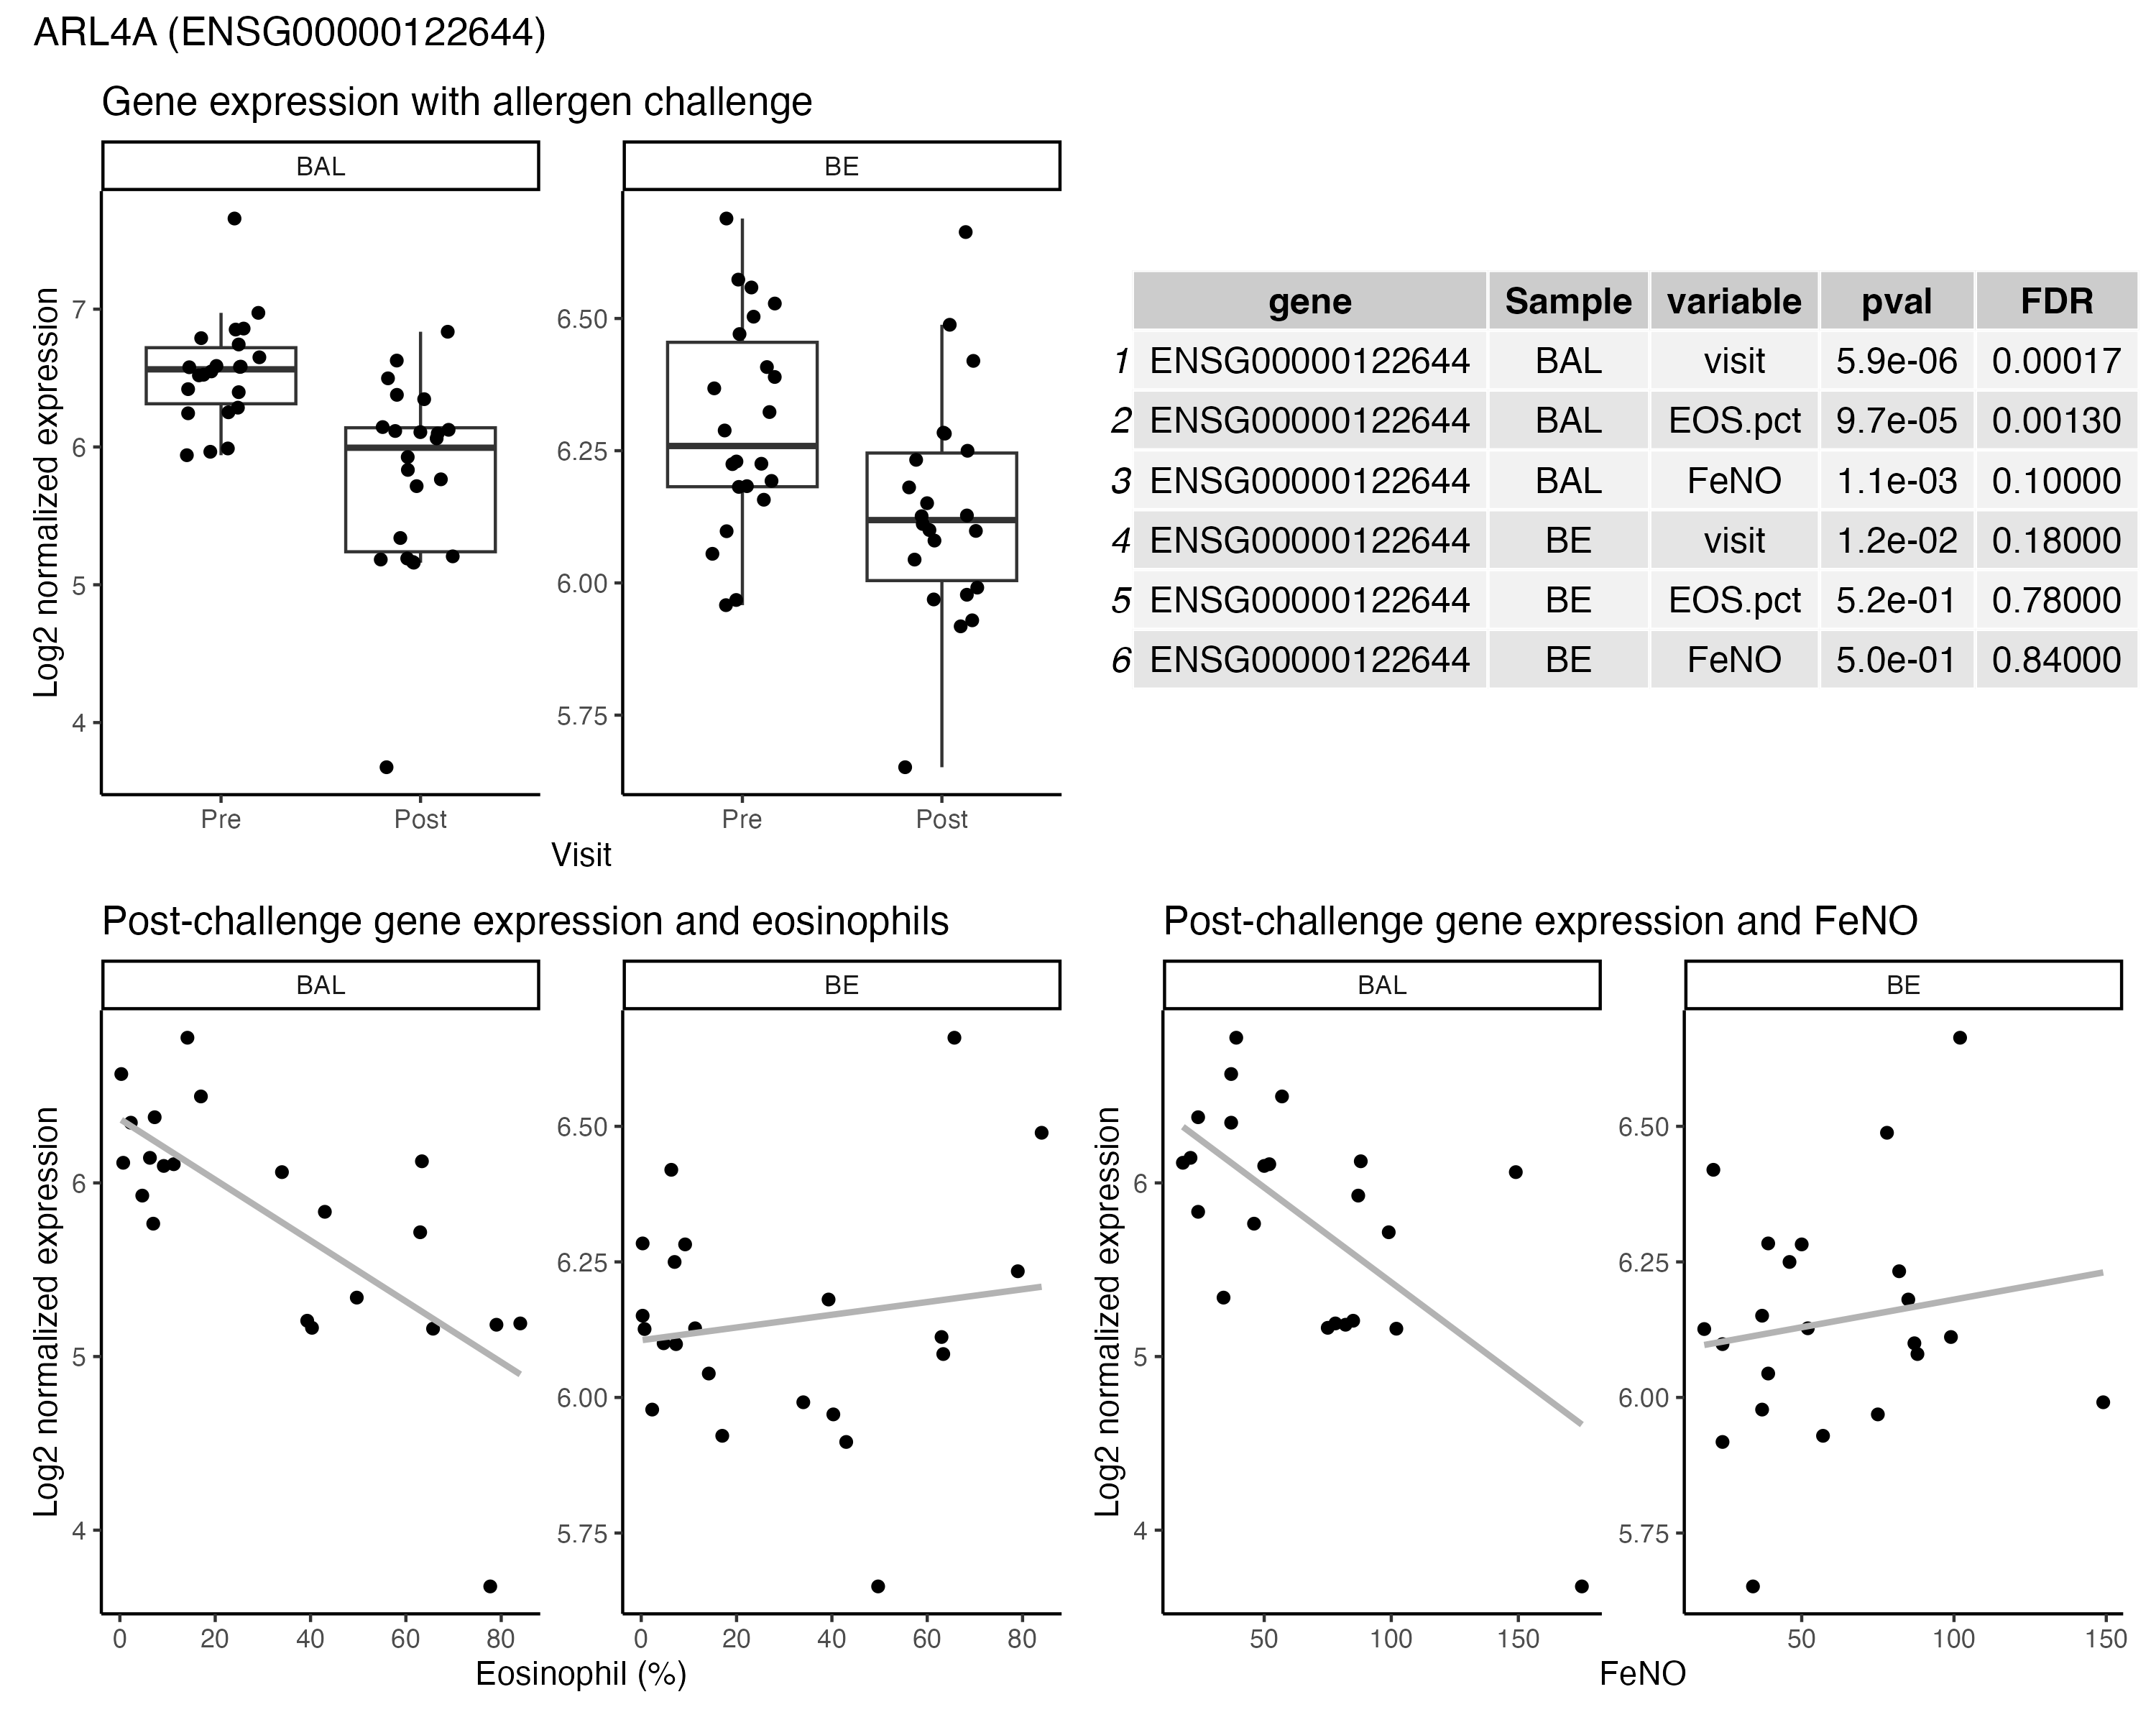 ARL4A (ENSG00000122644)
Gene expression with allergen challenge
BAL
BE
Log2 normalized expression
7
6
5
4
6.50
6.25
6.00
5.75
Pre
Post
Pre
Post
Visit
gene Sample variable pval FDR
1 ENSG00000122644 BAL visit 5.9e-06 0.00017
2 ENSG00000122644 BAL EOS.pct 9.7e-05 0.00130
3 ENSG00000122644 BAL FeNO 1.1e-03 0.10000
4 ENSG00000122644 BE visit 1.2e-02 0.18000
5 ENSG00000122644 BE EOS.pct 5.2e-01 0.78000
6 ENSG00000122644 BE FeNO 5.0e-01 0.84000
Post-challenge gene expression and eosinophils
BAL
BE
Log2 normalized expression
6
5
4
6.50
6.25
6.00
5.75
0 20 40 60 80
0 20 40 60 80
Eosinophil (%)
Post-challenge gene expression and FeNO
BAL
BE
Log2 normalized expression
6
5
4
6.50
6.25
6.00
5.75
50 100 150
50 100 150
FeNO